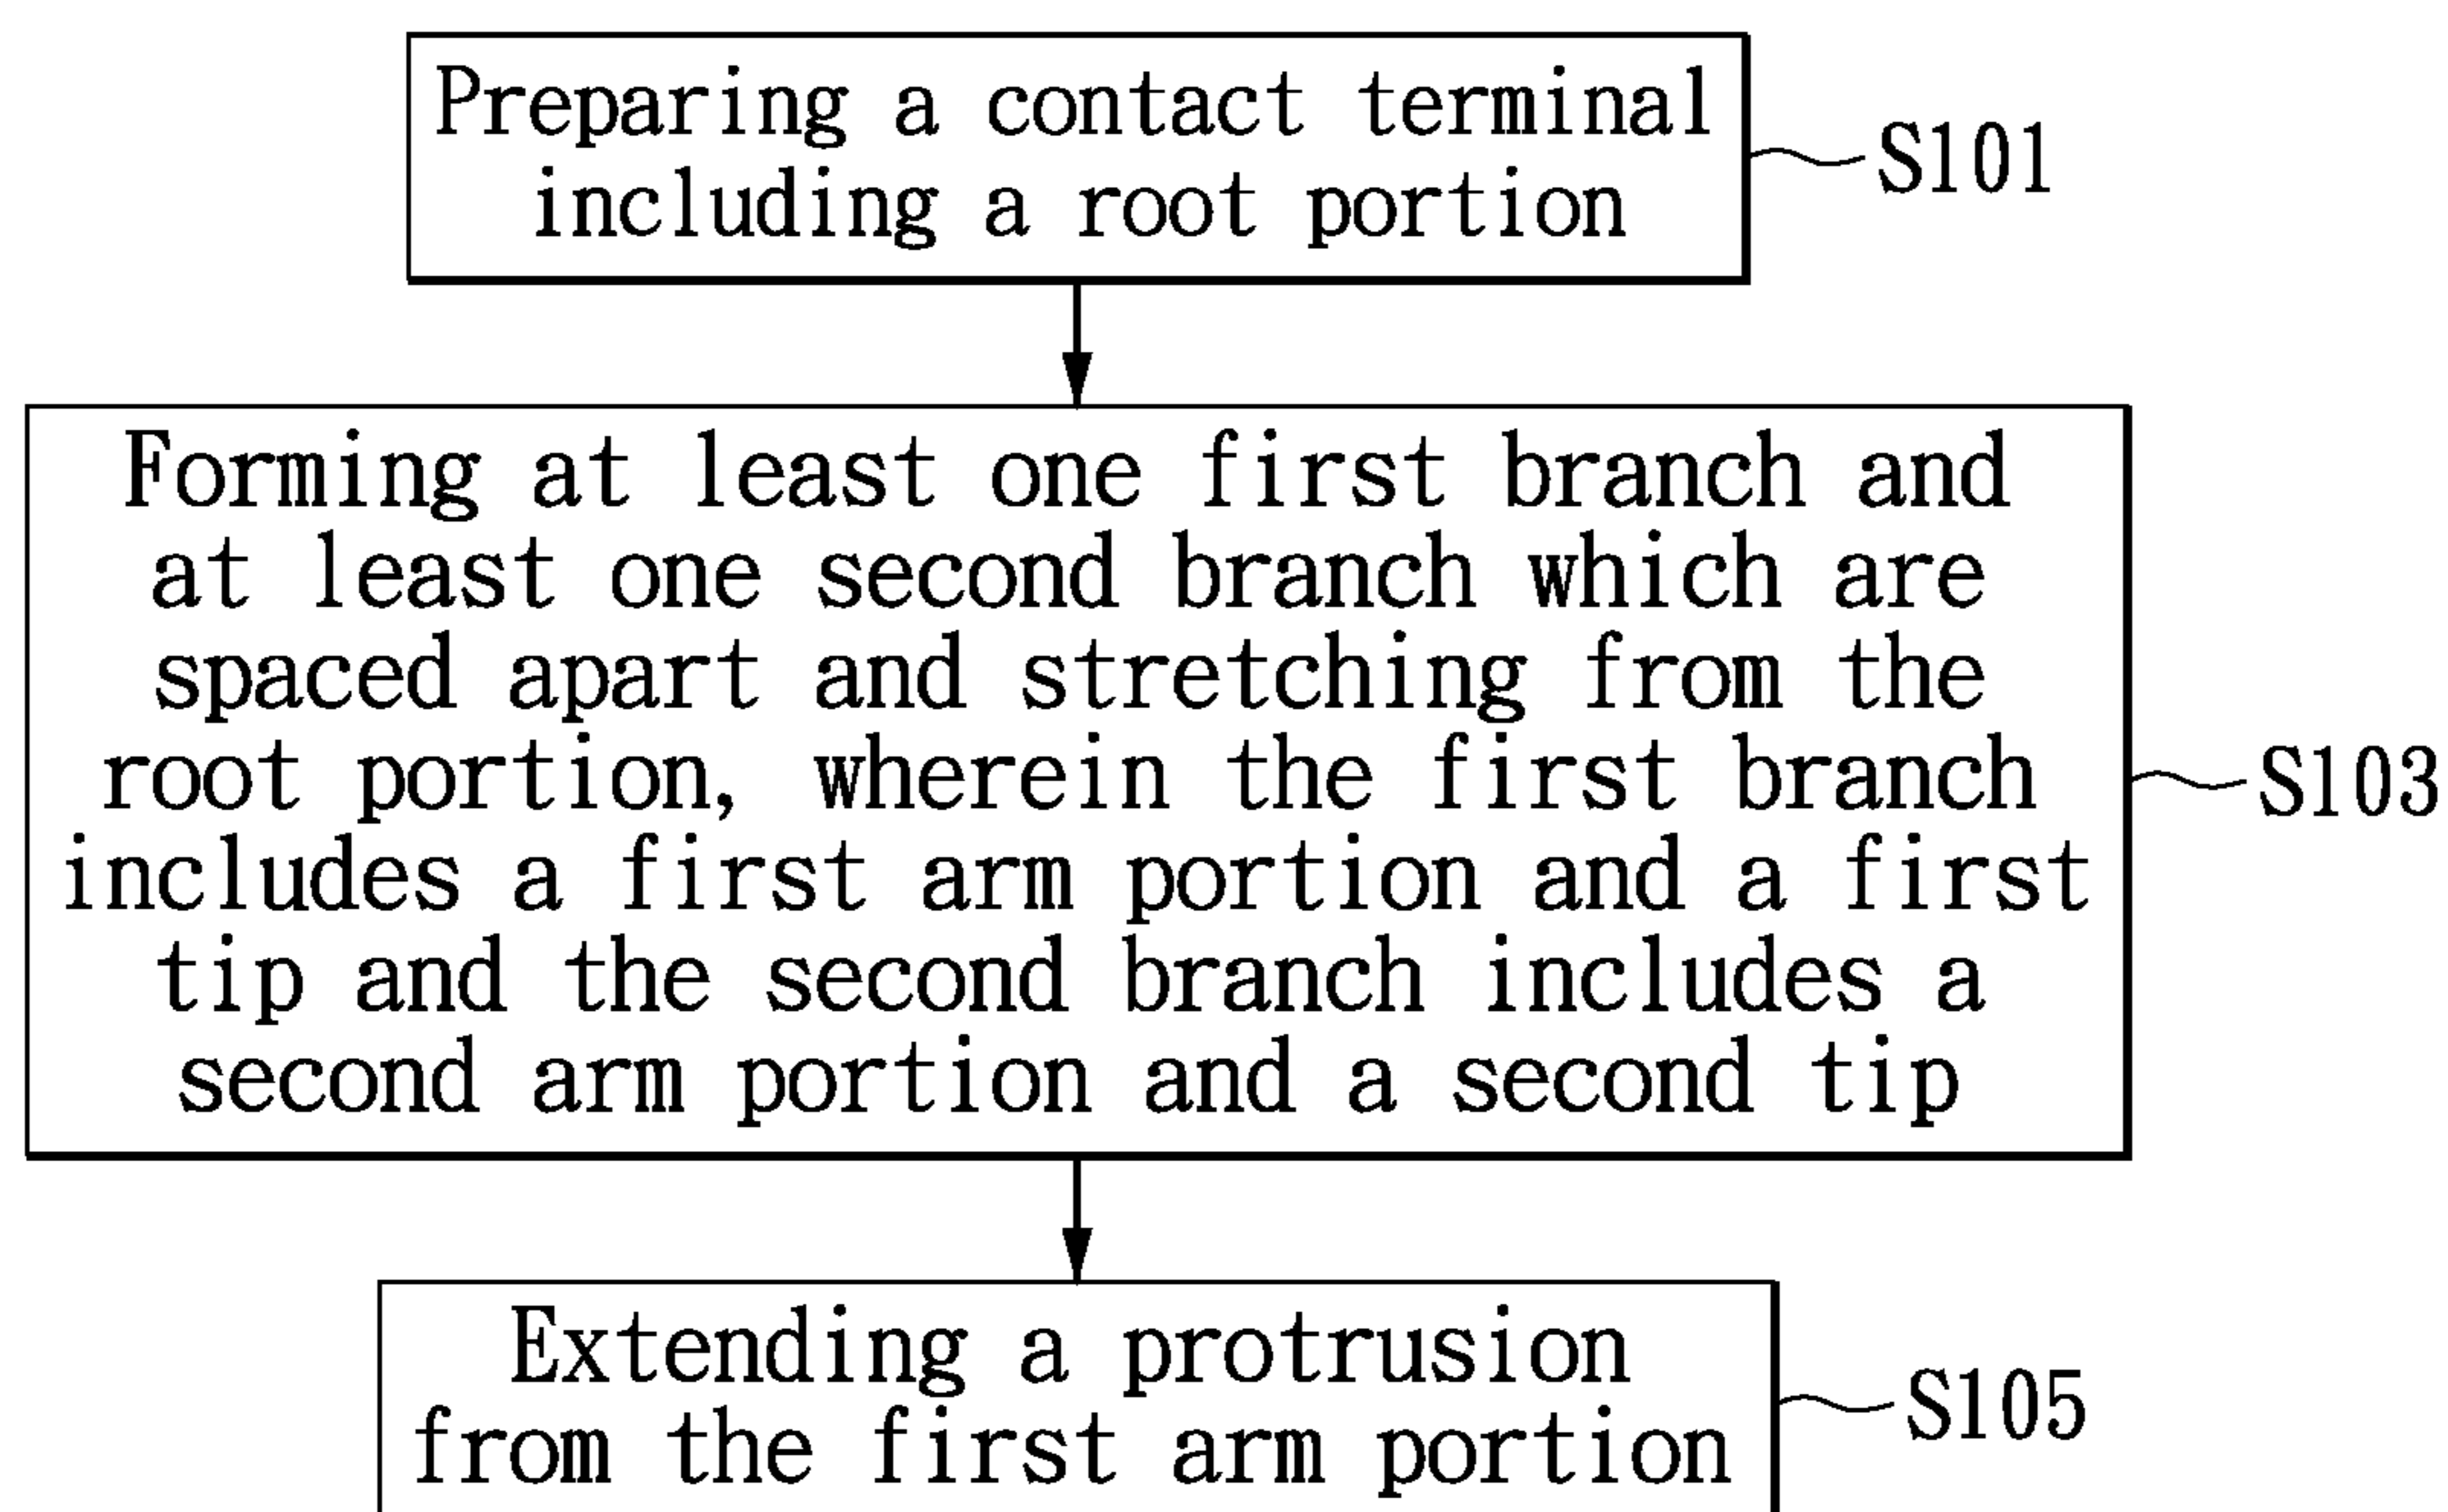 Preparing a contact terminal
including a root portion
S101
Forming at least one first branch and
at least one second branch which are
spaced apart and stretching from the
root portion, wherein the first branch
includes a first arm portion and a first
tip and the second branch includes a
second arm portion and a second tip
S103
Extending a protrusion
from the first arm portion
S105